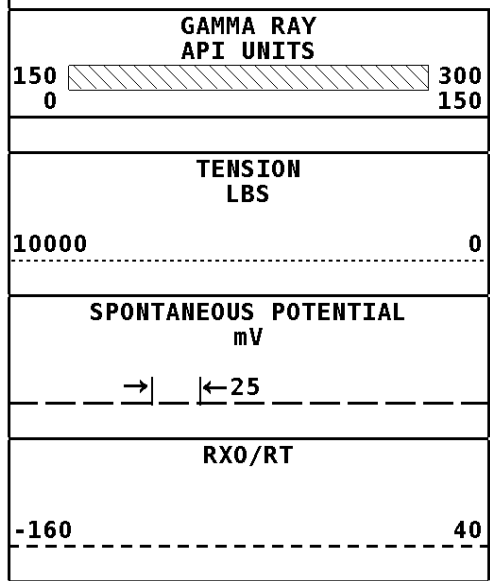 GAMMA RAY
API UNITS
150 300
0 150
TENSION
LBS
10000 0
SPONTANEOUS POTENTIAL
mV
→| |←25
RXO/RT
-160 40